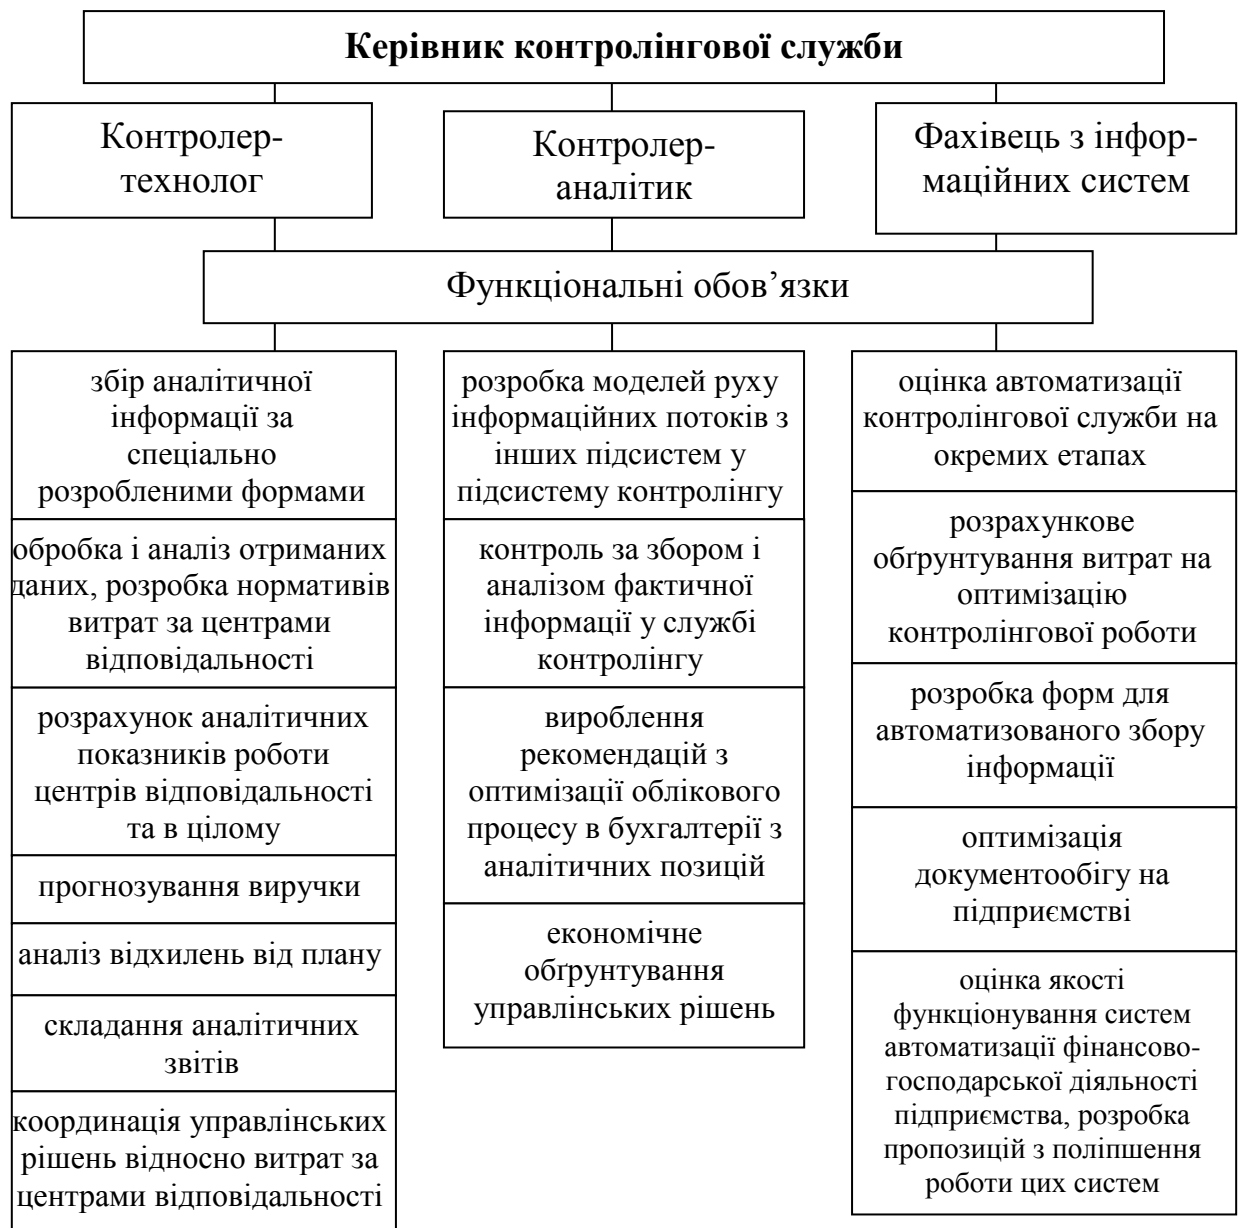 Керівник контролінгової служби
Контролер-
технолог
Контролер-
аналітик
Фахівець з інфор-
маційних систем
Функціональні обов’язки
збір аналітичної
інформації за
спеціально
розробленими формами
обробка і аналіз отриманих
даних, розробка нормативів
витрат за центрами
відповідальності
розрахунок аналітичних
показників роботи
центрів відповідальності
та в цілому
прогнозування виручки
аналіз відхилень від плану
складання аналітичних
звітів
координація управлінських
рішень відносно витрат за
центрами відповідальності
розробка моделей руху
інформаційних потоків з
інших підсистем у
підсистему контролінгу
контроль за збором і
аналізом фактичної
інформації у службі
контролінгу
вироблення
рекомендацій з
оптимізації облікового
процесу в бухгалтерії з
аналітичних позицій
економічне
обґрунтування
управлінських рішень
оцінка автоматизації
контролінгової служби на
окремих етапах
розрахункове
обґрунтування витрат на
оптимізацію
контролінгової роботи
розробка форм для
автоматизованого збору
інформації
оптимізація
документообігу на
підприємстві
оцінка якості
функціонування систем
автоматизації фінансово-
господарської діяльності
підприємства, розробка
пропозицій з поліпшення
роботи цих систем